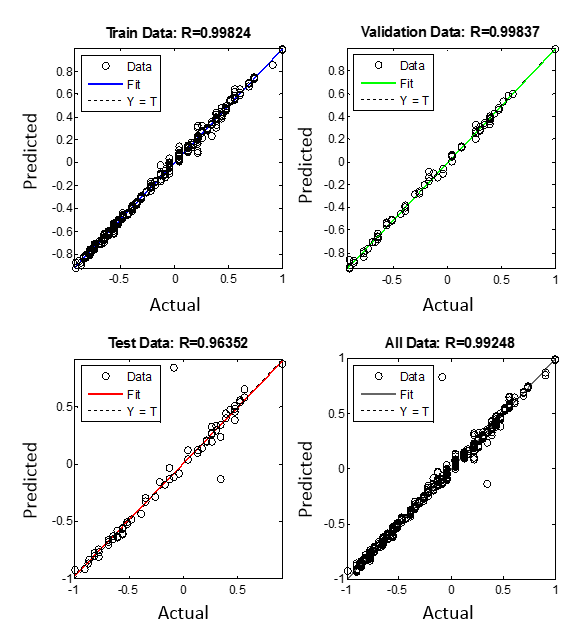 Train Data: R=0.99824
Data
Fit
Y = T
0.8
0.6
0.4
0.2
0
-0.2
-0.4
-0.6
-0.8
-0.5
0
0.5
1
Predicted
Actual
Validation Data: R=0.99837
Data
Fit
Y = T
0.8
0.6
0.4
0.2
0
-0.2
-0.4
-0.6
-0.8
-0.5
0
0.5
1
Predicted
Actual
Test Data: R=0.96352
Data
Fit
Y = T
0.5
0
-0.5
-1
-1
-0.5
0
0.5
Predicted
Actual
All Data: R=0.99248
Data
Fit
Y = T
1
0.5
0
-0.5
-1
-1
-0.5
0
0.5
1
Predicted
Actual